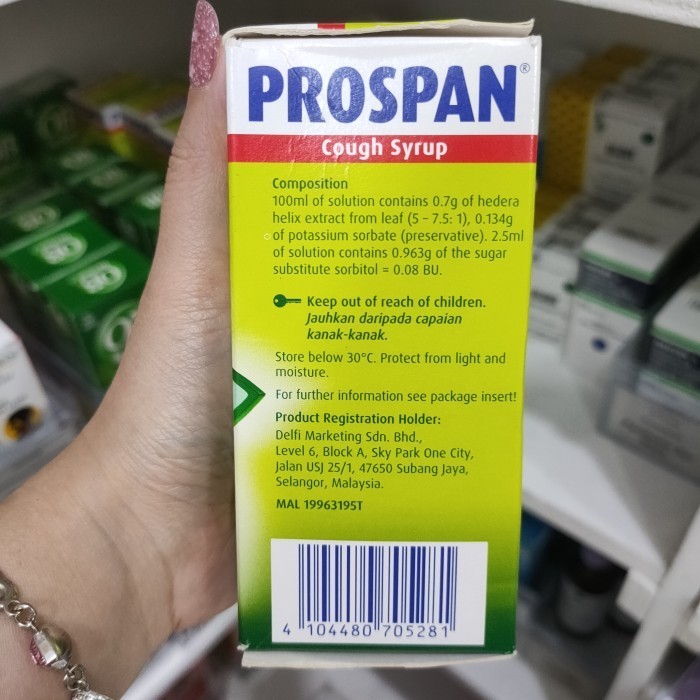 PROSPAN®
Cough Syrup
Composition
100ml of solution contains 0.7g of hedera
helix extract from leaf (5 – 7.5: 1), 0.134g
of potassium sorbate (preservative). 2.5ml
of solution contains 0.963g of the sugar
substitute sorbitol = 0.08 BU.
Keep out of reach of children.
Jauhkan daripada capaian
kanak-kanak.
Store below 30°C. Protect from light and
moisture.
For further information see package insert!
Product Registration Holder:
Delfi Marketing Sdn. Bhd.,
Level 6, Block A, Sky Park One City,
Jalan USJ 25/1, 47650 Subang Jaya,
Selangor, Malaysia.
MAL 19963195T
4 104480 705281